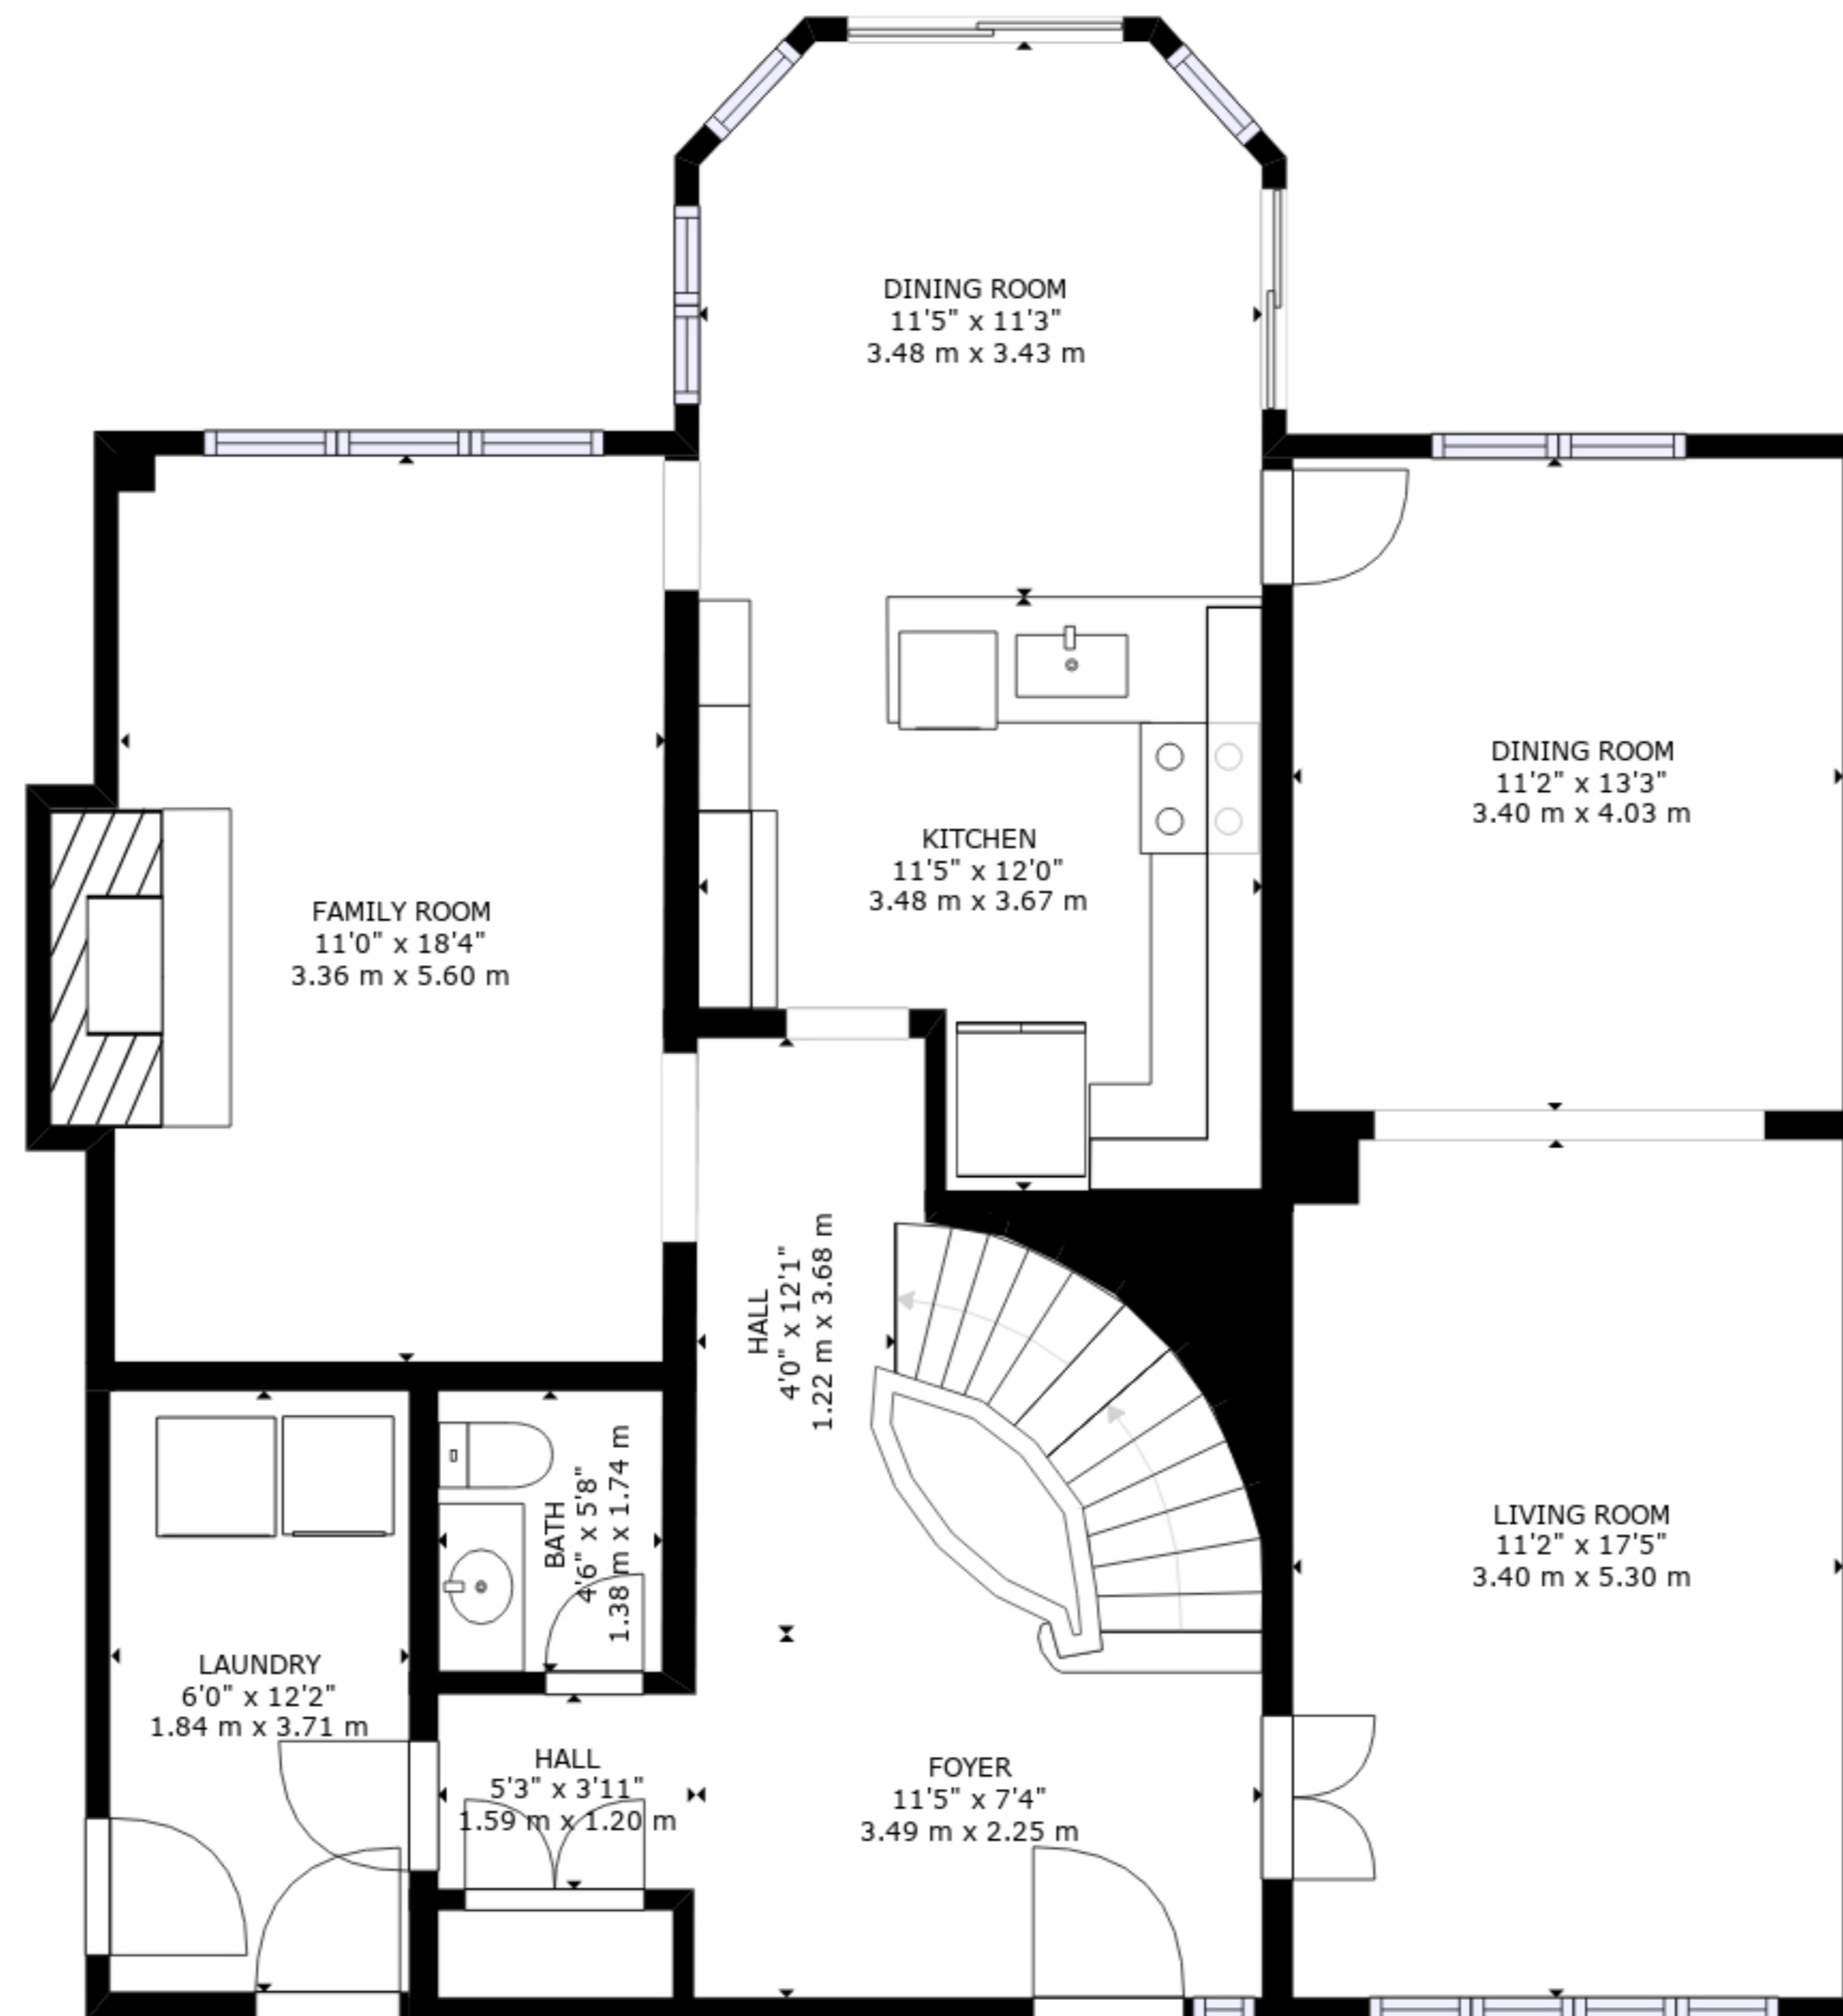 DINING ROOM
11'5" x 11'3"
3.48 m x 3.43 m
DINING ROOM
11'2" x 13'3"
3.40 m x 4.03 m
KITCHEN
11'5" x 12'0"
3.48 m x 3.67 m
FAMILY ROOM
11'0" x 18'4"
3.36 m x 5.60 m
HALL
4'0" x 12'1"
1.22 m x 3.68 m
BATH
4'6" x 5'8"
1.38 m x 1.74 m
LIVING ROOM
11'2" x 17'5"
3.40 m x 5.30 m
LAUNDRY
6'0" x 12'2"
1.84 m x 3.71 m
HALL
5'3" x 3'11"
1.59 m x 1.20 m
FOYER
11'5" x 7'4"
3.49 m x 2.25 m